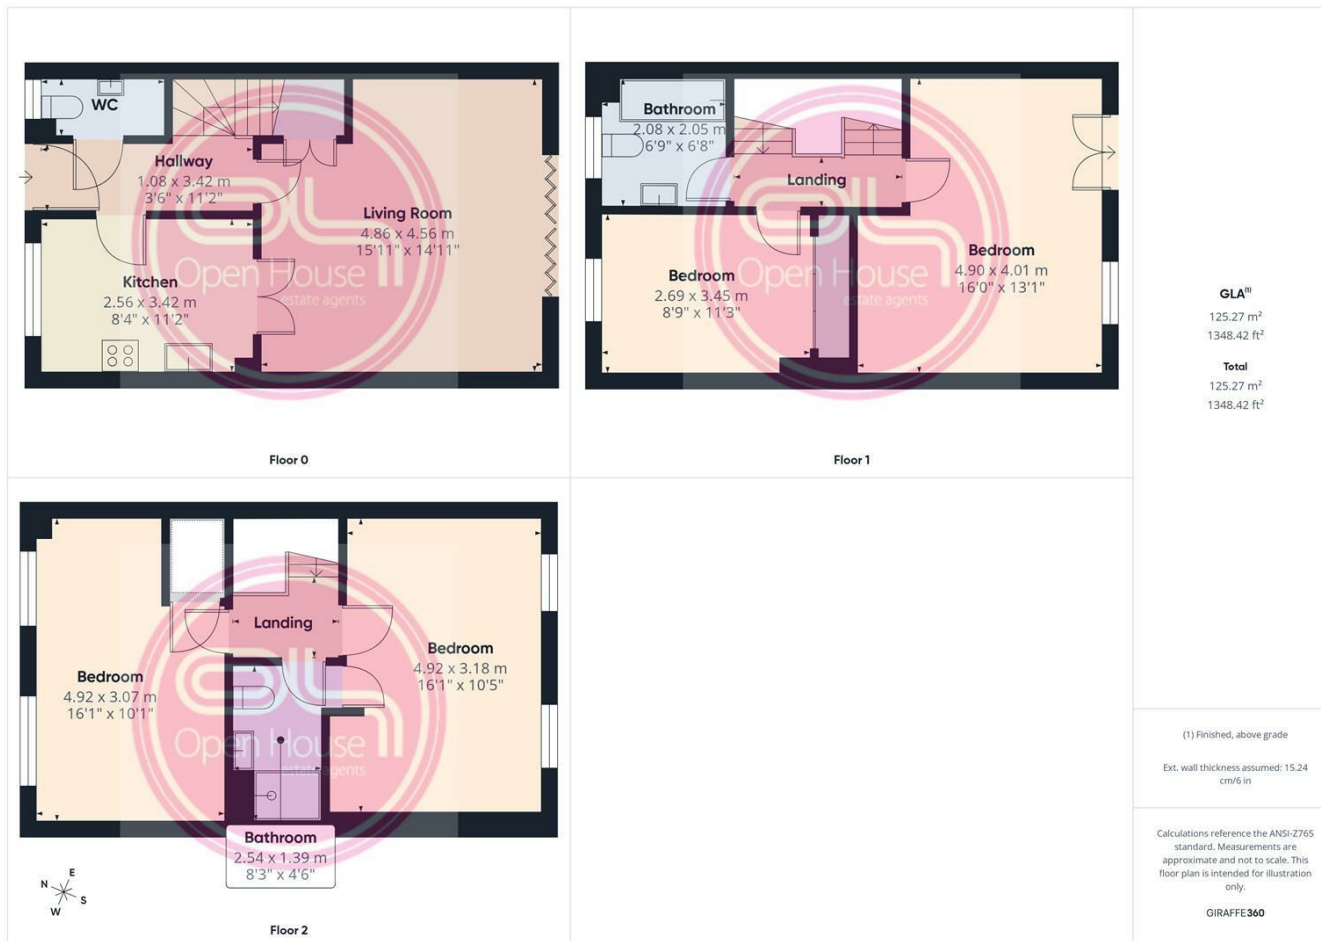 WC
Hallway
1.08 x 3.42 m
3'6" x 11'2"
Living Room
4.86 x 4.56 m
15'11" x 14'11"
Kitchen
2.56 x 3.42 m
8'4" x 11'2"
Open House
estate agents
Floor 0
Bathroom
2.08 x 2.05 m
6'9" x 6'8"
Landing
Bedroom
2.69 x 3.45 m
8'9" x 11'3"
Bedroom
4.90 x 4.01 m
16'0" x 13'1"
Open House
estate agents
Floor 1
GLA(1)
125.27 m²
1348.42 ft²
Total
125.27 m²
1348.42 ft²
Landing
Bedroom
4.92 x 3.07 m
16'1" x 10'1"
Bedroom
4.92 x 3.18 m
16'1" x 10'5"
Open House
estate agents
Bathroom
2.54 x 1.39 m
8'3" x 4'6"
N E S W
Floor 2
(1) Finished, above grade
Ext. wall thickness assumed: 15.24
cm/6 in
Calculations reference the ANSI-Z765
standard. Measurements are
approximate and not to scale. This
floor plan is intended for illustration
only.
GIRAFFE360